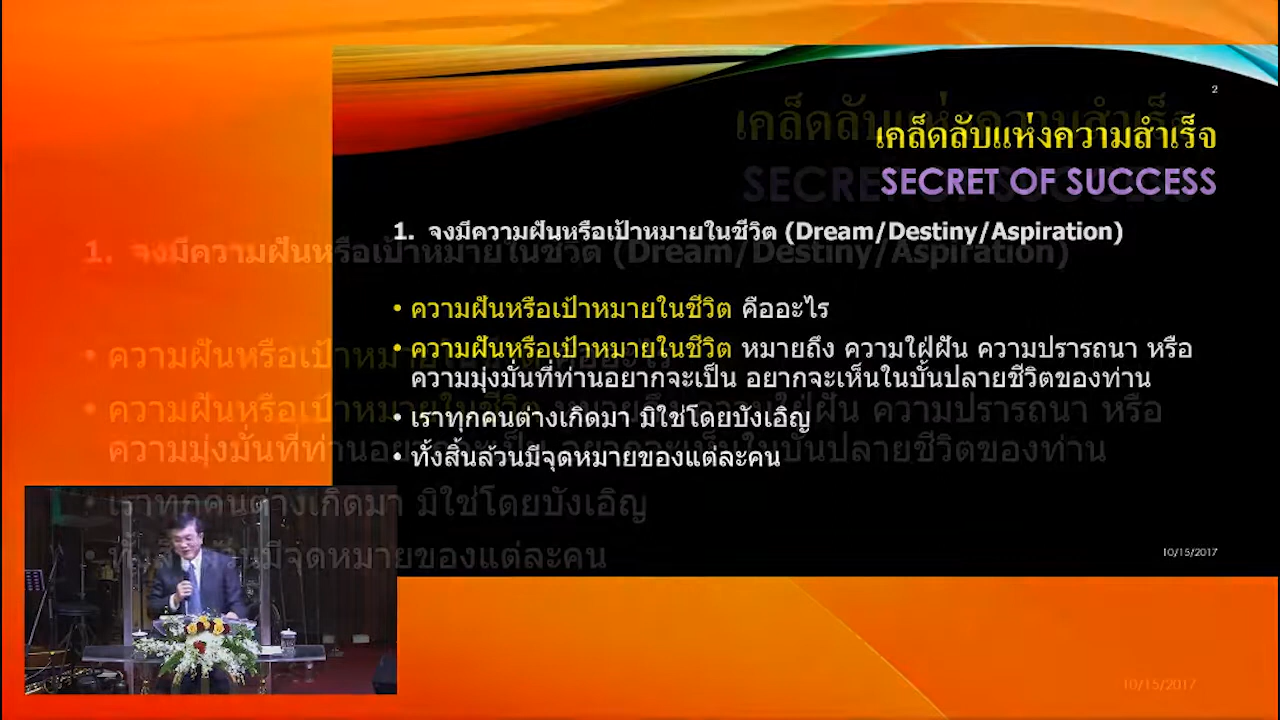 2
เคล็ดลับแห่งความสำเร็จ
SECRET OF SUCCESS
1. จงมีความฝันหรือเป้าหมายในชีวิต (Dream/Destiny/Aspiration)
• ความฝันหรือเป้าหมายในชีวิต คืออะไร
• ความฝันหรือเป้าหมายในชีวิต หมายถึง ความใฝ่ฝัน ความปรารถนา หรือ
ความมุ่งมั่นที่ท่านอยากจะเป็น อยากจะเห็นในบั้นปลายชีวิตของท่าน
• เราทุกคนต่างเกิดมา มิใช่โดยบังเอิญ
• ทั้งสิ้นล้วนมีจุดหมายของแต่ละคน
10/15/2017
10/15/2017